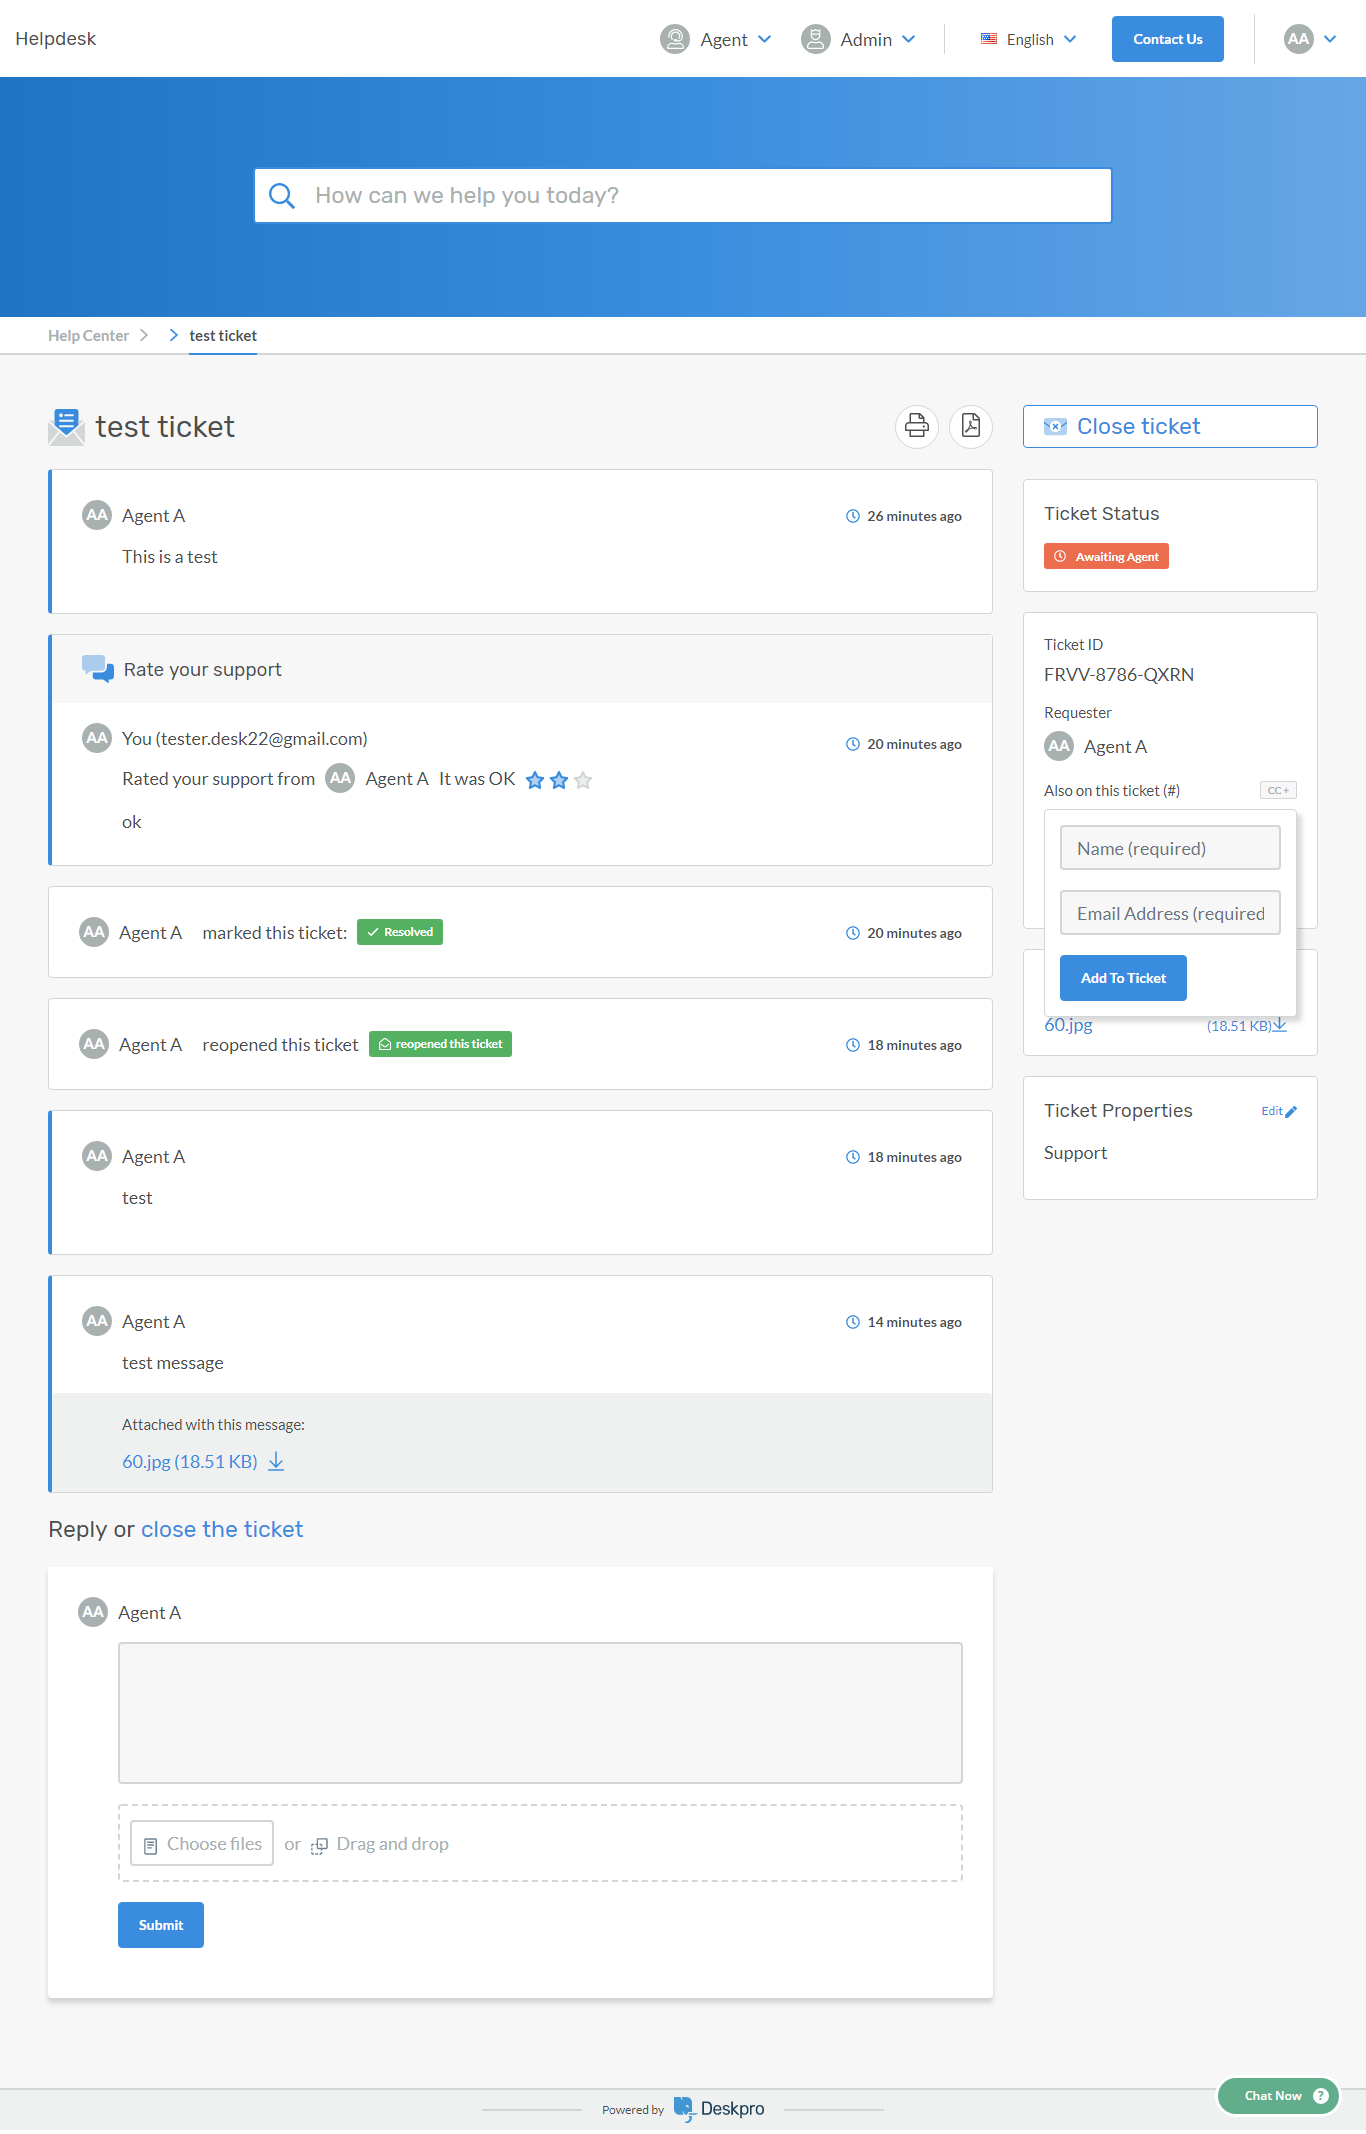 Helpdesk
Agent
Admin
English
Contact Us
AA
How can we help you today?
Help Center
test ticket
test ticket
AA Agent A
26 minutes ago
This is a test
Rate your support
AA You (tester.desk22@gmail.com)
20 minutes ago
Rated your support from AA Agent A It was OK
ok
AA Agent A marked this ticket: Resolved
20 minutes ago
AA Agent A reopened this ticket reopened this ticket
18 minutes ago
AA Agent A
18 minutes ago
test
AA Agent A
14 minutes ago
test message
Attached with this message:
60.jpg (18.51 KB)
Reply or close the ticket
AA Agent A
Choose files or Drag and drop
Submit
Close ticket
Ticket Status
Awaiting Agent
Ticket ID
FRVV-8786-QXRN
Requester
AA Agent A
Also on this ticket (#)
CC +
Name (required)
Email Address (required
Add To Ticket
60.jpg
(18.51 KB)
Ticket Properties
Edit
Support
Powered by Deskpro
Chat Now ?